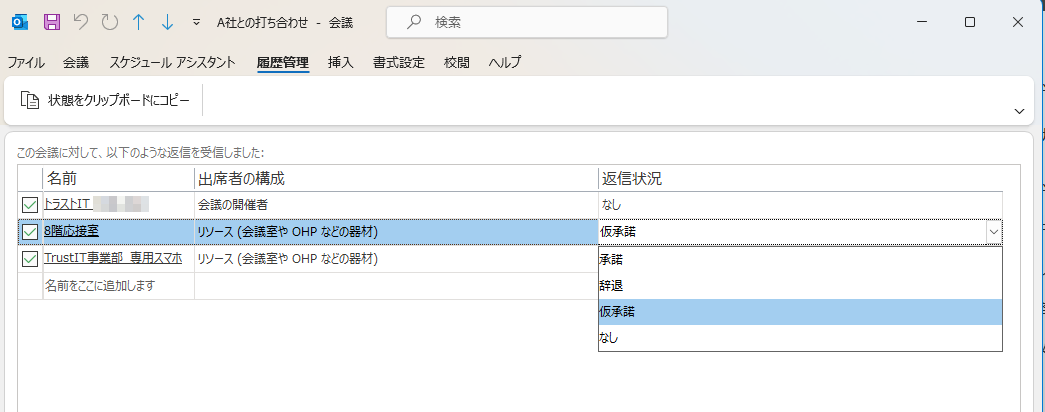 A社との打ち合わせ - 会議
検索
ファイル 会議 スケジュール アシスタント 履歴管理 挿入 書式設定 校閲 ヘルプ
状態をクリップボードにコピー
この会議に対して、以下のような返信を受信しました:
名前 出席者の構成 返信状況
トラストIT 会議の開催者 なし
8階応接室 リソース (会議室や OHP などの器材) 仮承諾
TrustIT事業部 専用スマホ リソース (会議室や OHP などの器材) 承諾
名前をここに追加します 辞退
仮承諾
なし